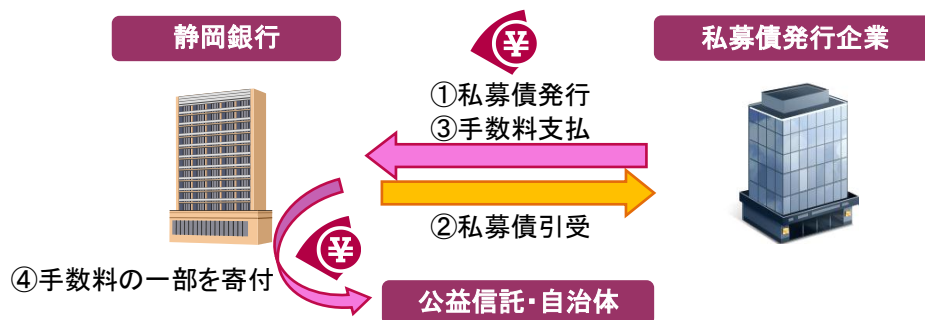 静岡銀行
私募債発行企業
¥
①私募債発行
③手数料支払
②私募債引受
¥
④手数料の一部を寄付
公益信託・自治体